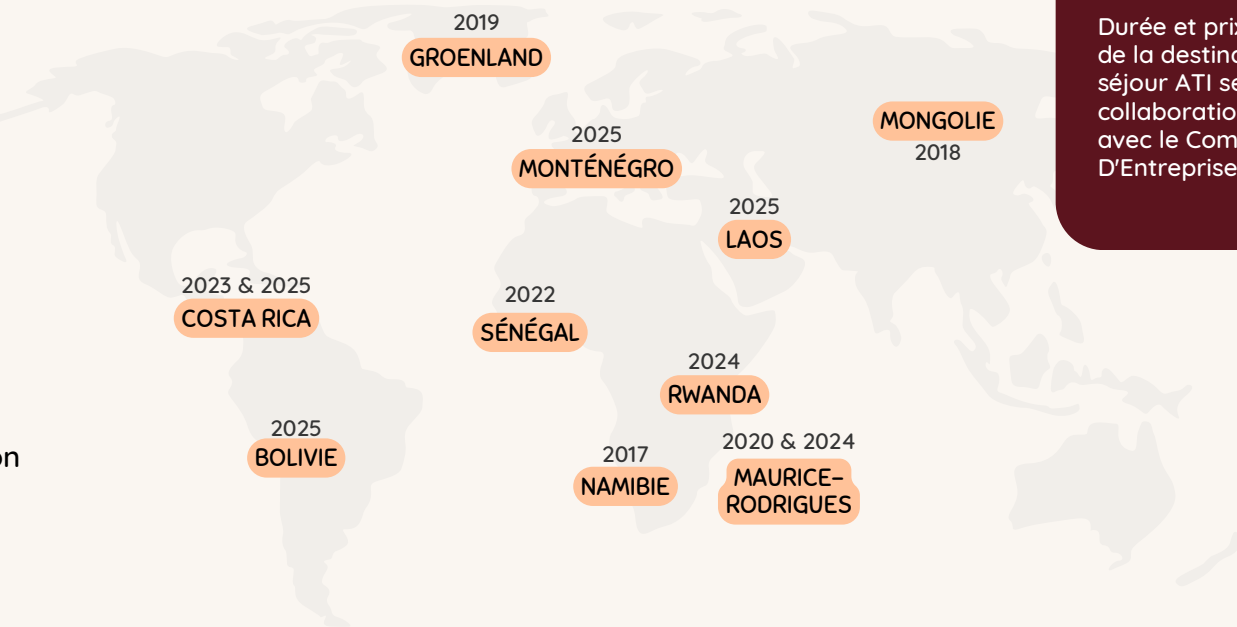 2019
GROENLAND
Durée et prix
de la destina
séjour ATI se
collaboratio
avec le Com
D'Entreprise
MONGOLIE
2018
2025
MONTÉNÉGRO
2025
LAOS
2023 & 2025
COSTA RICA
2022
SÉNÉGAL
2024
RWANDA
2025
BOLIVIE
on
2017
NAMIBIE
2020 & 2024
MAURICE-
RODRIGUES